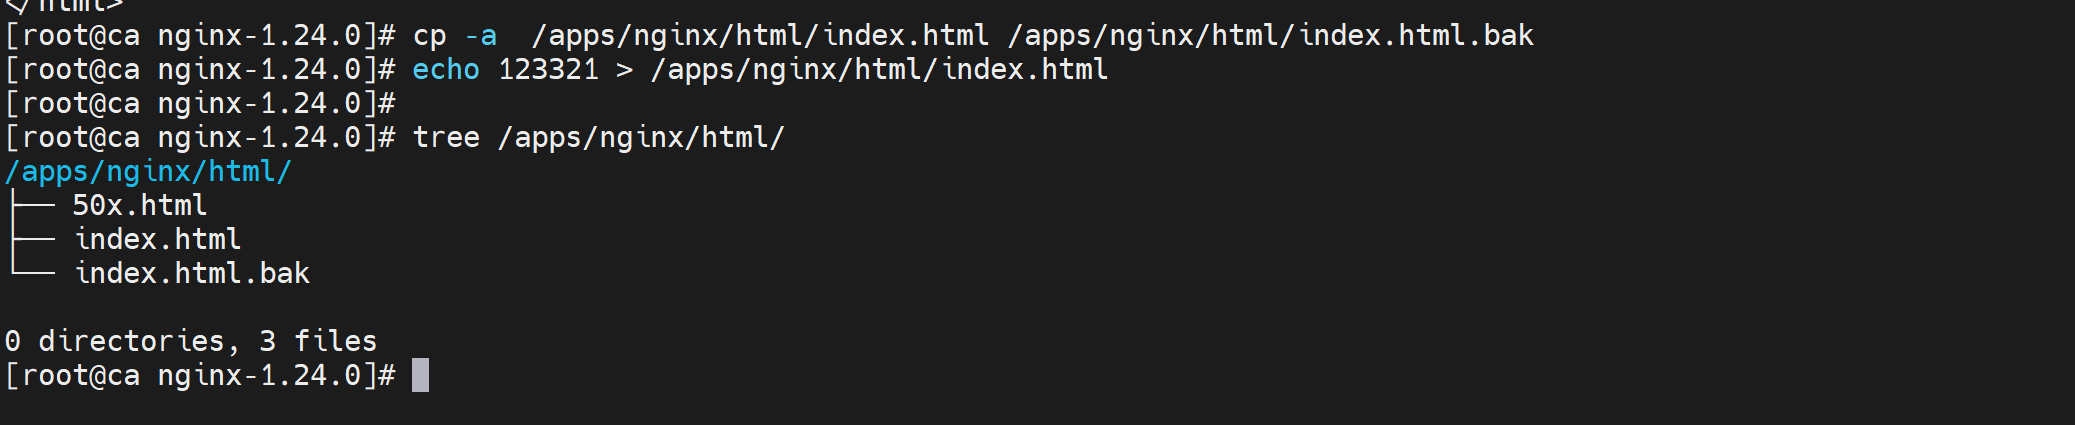 </html>
[root@ca nginx-1.24.0]# cp -a  /apps/nginx/html/index.html /apps/nginx/html/index.html.bak
[root@ca nginx-1.24.0]# echo 123321 > /apps/nginx/html/index.html
[root@ca nginx-1.24.0]#
[root@ca nginx-1.24.0]# tree /apps/nginx/html/
/apps/nginx/html/
├── 50x.html
├── index.html
└── index.html.bak

0 directories, 3 files
[root@ca nginx-1.24.0]#